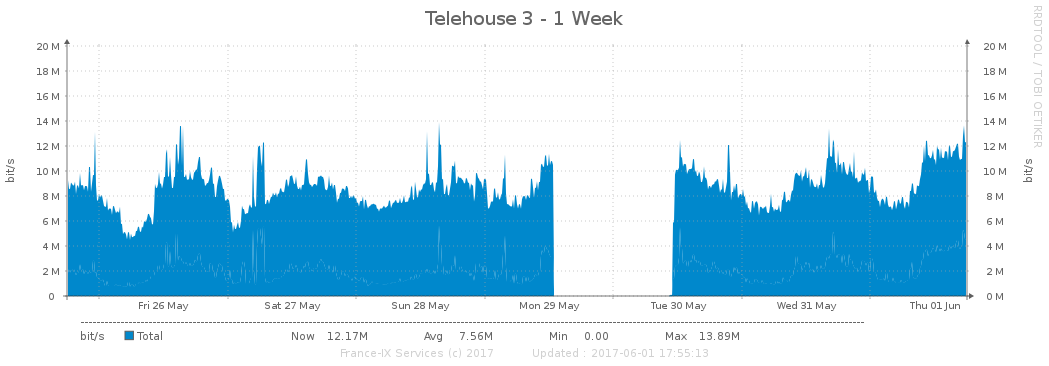 Telehouse 3 - 1 Week
RRDTOOL / TOBI OETIKER
bit/s
20 M 20 M
18 M 18 M
16 M 16 M
14 M 14 M
12 M 12 M
10 M 10 M
8 M 8 M
6 M 6 M
4 M 4 M
2 M 2 M
0 0 M
bit/s
Fri 26 May Sat 27 May Sun 28 May Mon 29 May Tue 30 May Wed 31 May Thu 01 Jun
bit/s Total Now 12.17M Avg 7.56M Min 0.00 Max 13.89M
France-IX Services (c) 2017 Updated : 2017-06-01 17:55:13